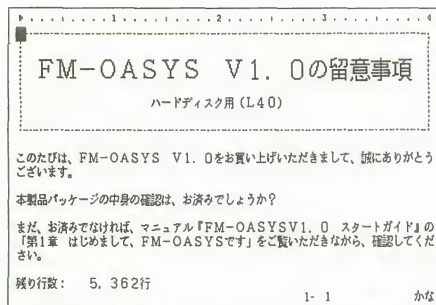 1 2 3 4
FM−OASYS V1．0の留意事項
ハードディスク用(L40)
このたびは、FM−OASYS V1．0をお買い上げいただきまして、誠にありがとう
ございます。
本製品パッケージの中身の確認は、お済みでしょうか?
まだ、お済みでなければ、マニュアル『FM−OASYSV1．0 スタートガイド』の
「第1章 はじめまして、FM−OASYSです」をご覧いただきながら、確認してくだ
さい。
残り行数： 5，362行
1- 1 かな